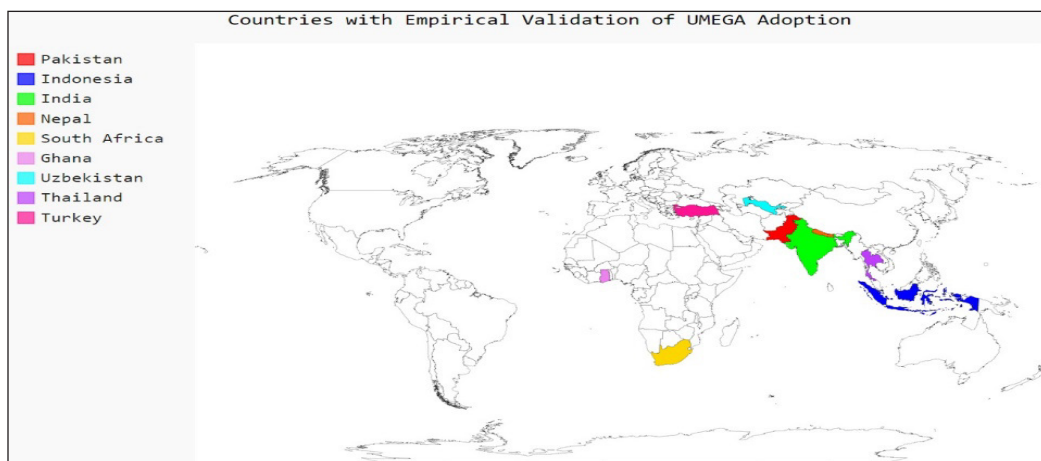 Countries with Empirical Validation of UMEGA Adoption
Pakistan
Indonesia
India
Nepal
South Africa
Ghana
Uzbekistan
Thailand
Turkey